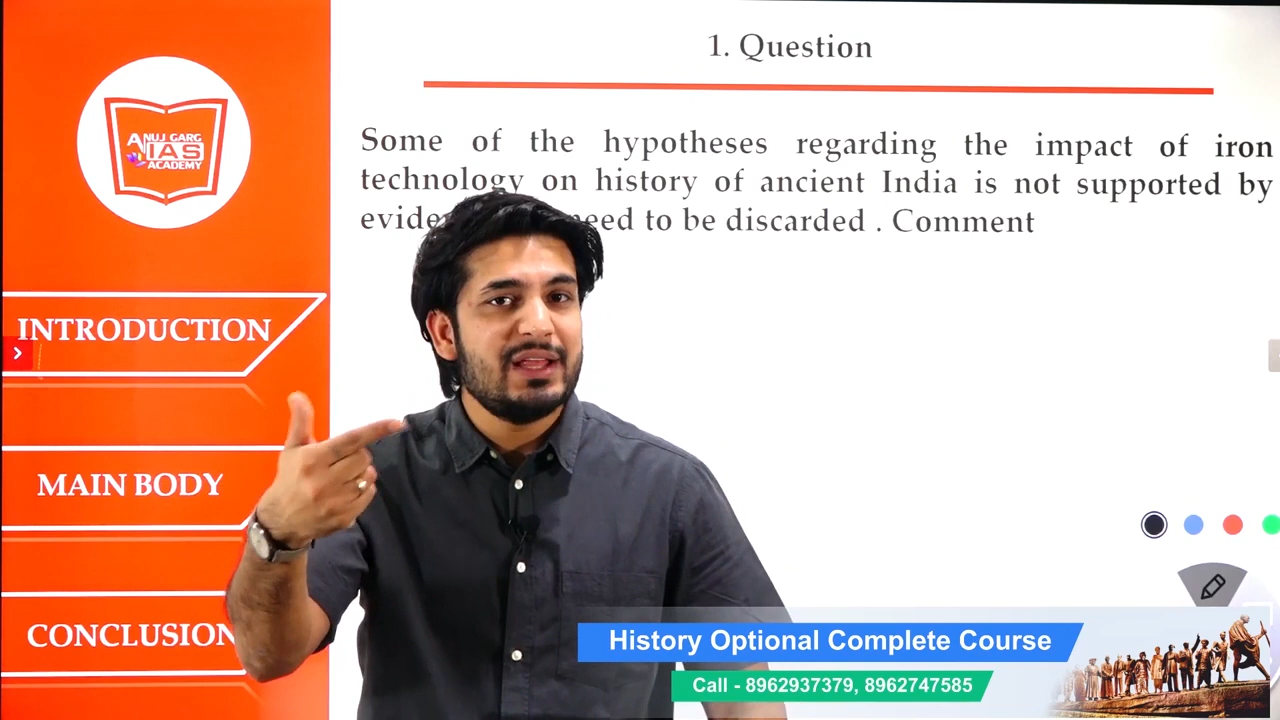 1. Question
ANUJ GARG
IAS
ACADEMY
Some of the hypotheses regarding the impact of iron
technology on history of ancient India is not supported by
need to be discarded . Comment
INTRODUCTION
MAIN BODY
CONCLUSION
History Optional Complete Course
Call - 8962937379, 8962747585